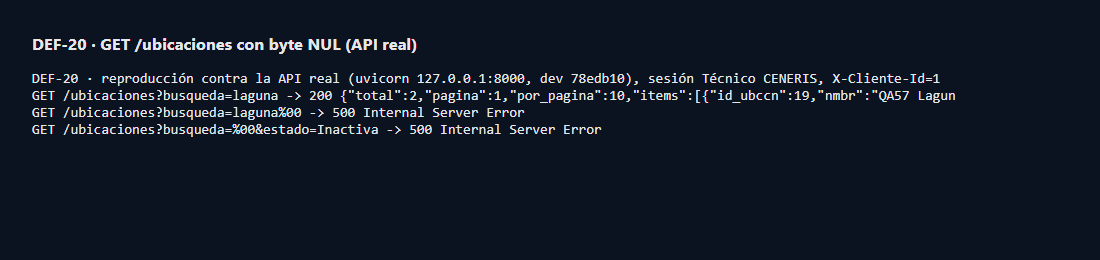 DEF-20 · GET /ubicaciones con byte NUL (API real)
DEF-20 · reproducción contra la API real (uvicorn 127.0.0.1:8000, dev 78edb10), sesión Técnico CENERIS, X-Cliente-Id=1
GET /ubicaciones?busqueda=laguna -> 200 {"total":2,"pagina":1,"por_pagina":10,"items":[{"id_ubccn":19,"nmbr":"QA57 Lagun
GET /ubicaciones?busqueda=laguna%00 -> 500 Internal Server Error
GET /ubicaciones?busqueda=%00&estado=Inactiva -> 500 Internal Server Error